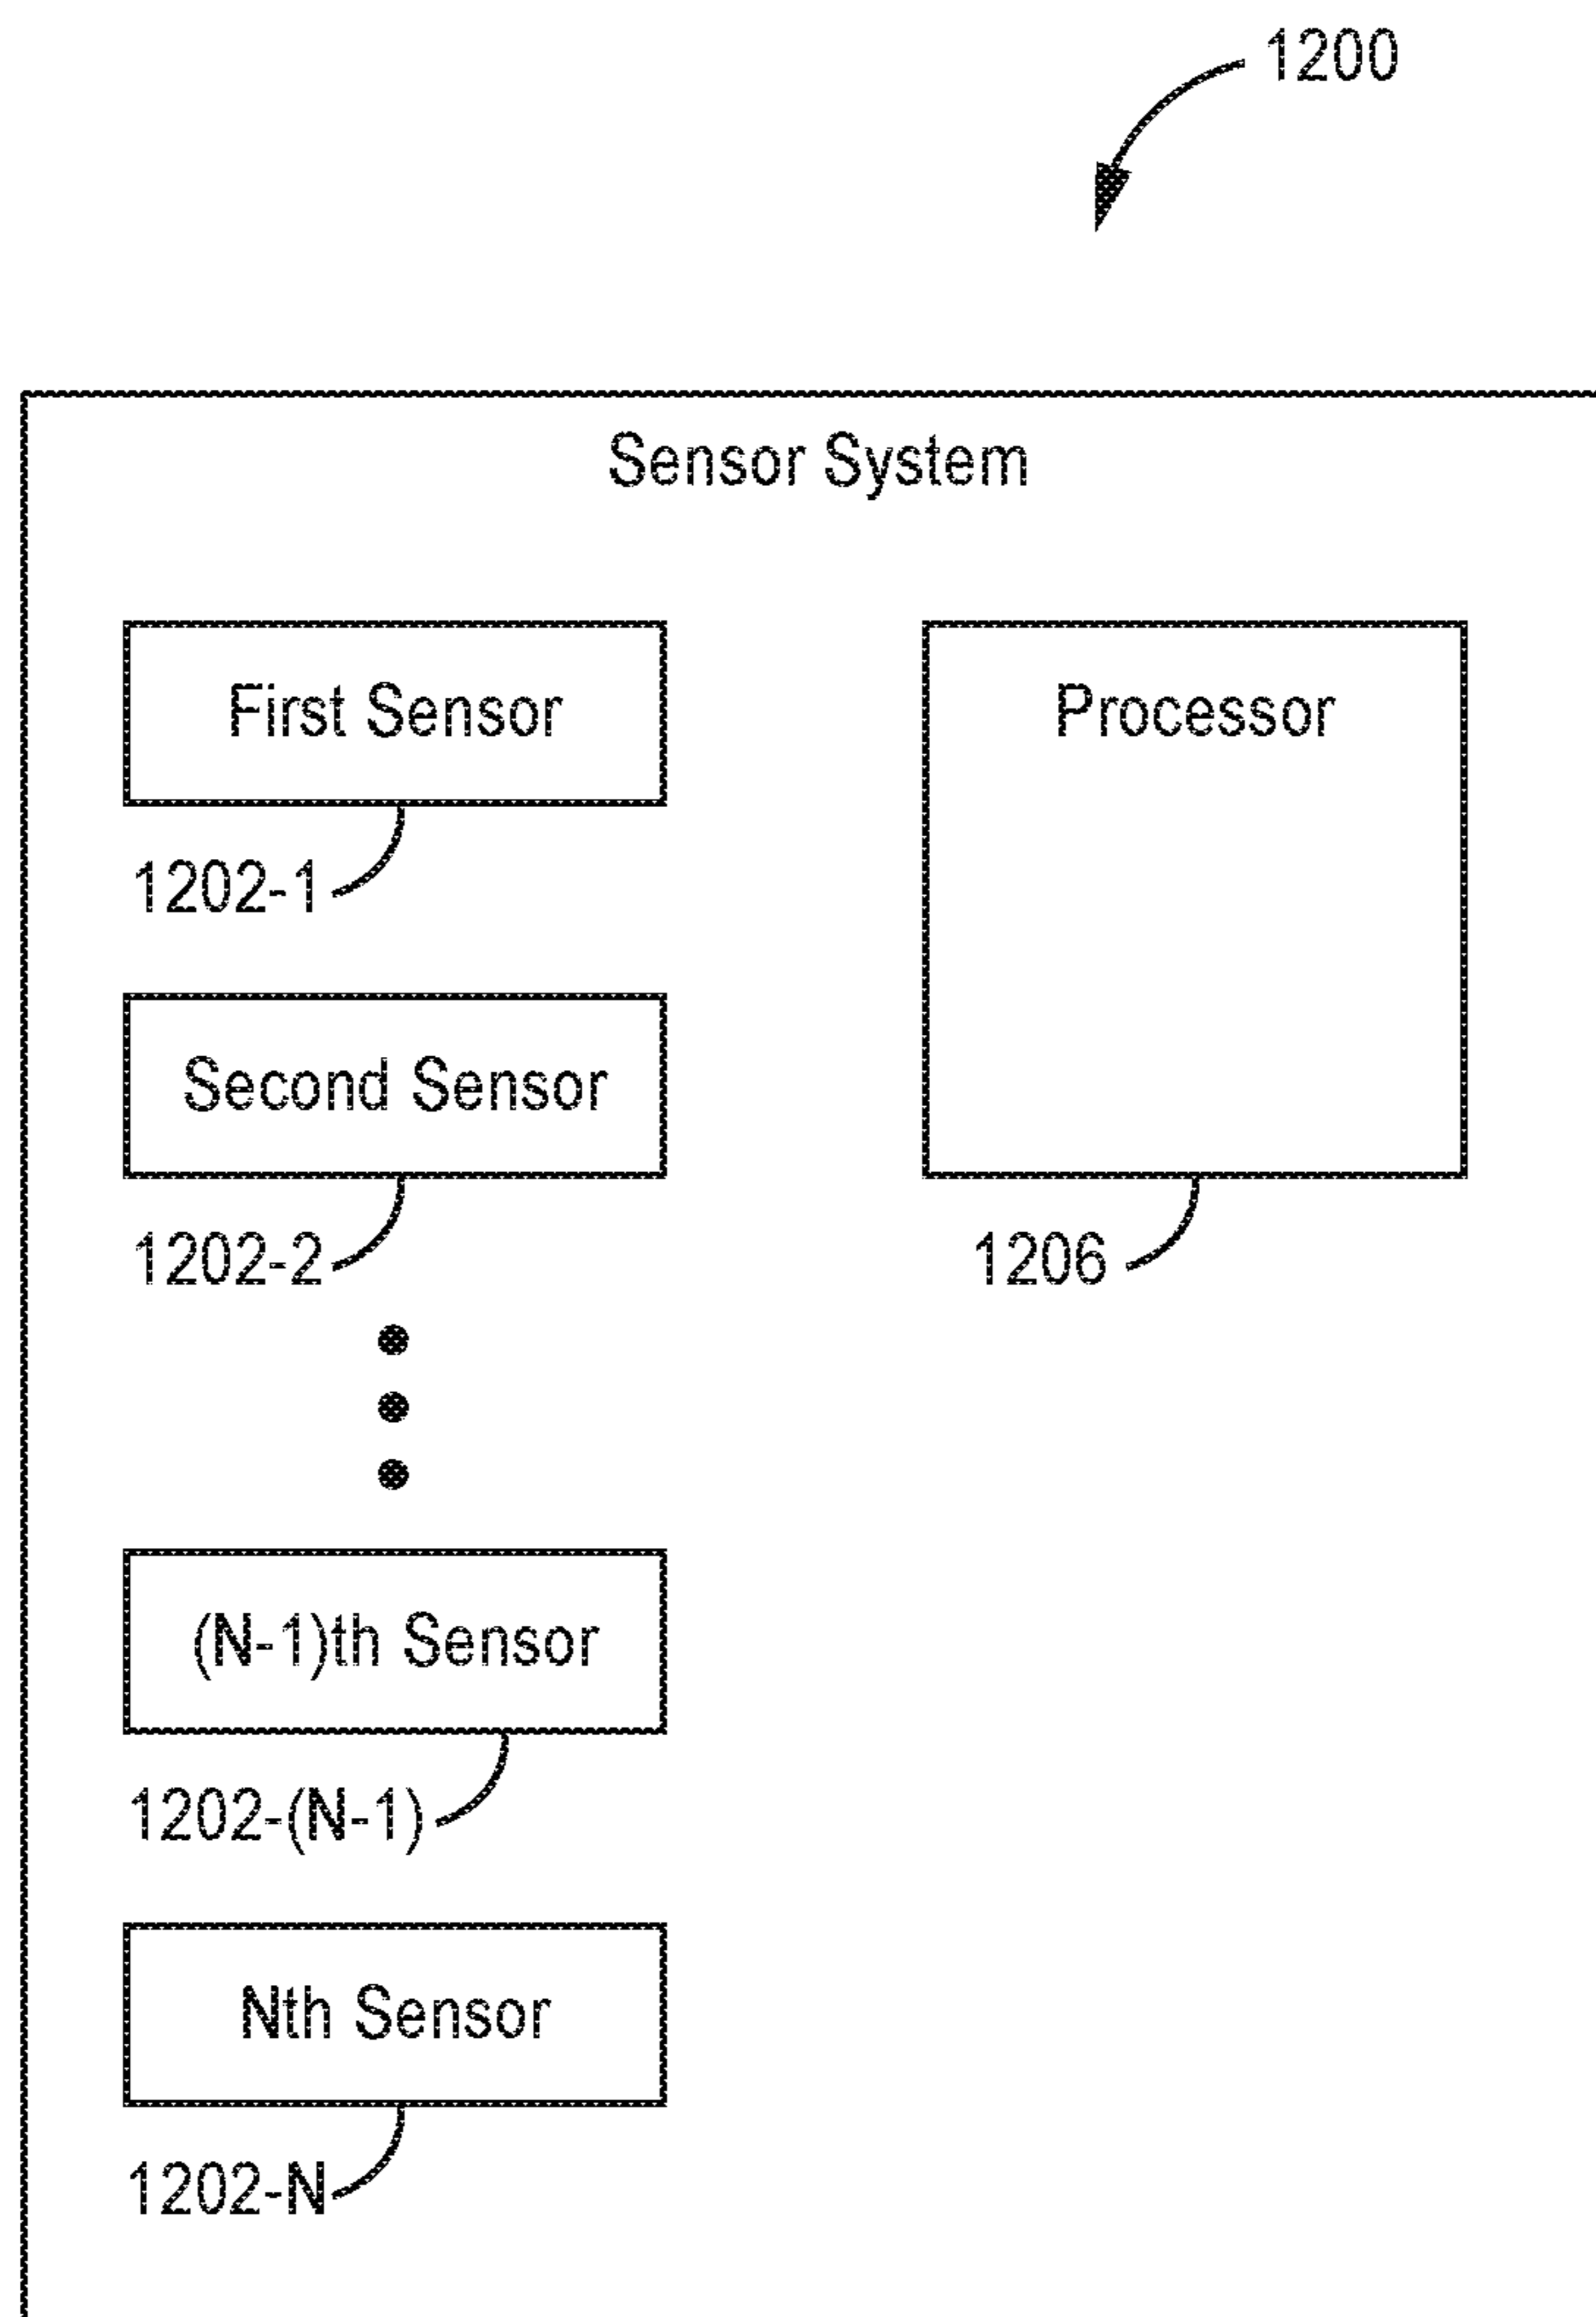 1200
Sensor System
First Sensor
1202-1
Second Sensor
1202-2
(N-1)th Sensor
1202-(N-1)
Nth Sensor
1202-N
Processor
1206